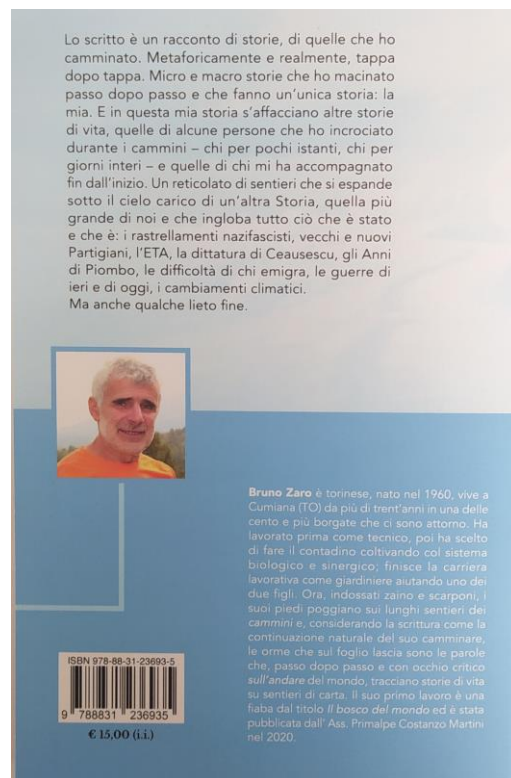 Lo scritto è un racconto di storie, di quelle che ho
camminato. Metaforicamente e realmente, tappa
dopo tappa. Micro e macro storie che ho macinato
passo dopo passo e che fanno un'unica storia: la
mia. E in questa mia storia s'affacciano altre storie
di vita, quelle di alcune persone che ho incrociato
durante i cammini – chi per pochi istanti, chi per
giorni interi – e quelle di chi mi ha accompagnato
fin dall'inizio. Un reticolato di sentieri che si espande
sotto il cielo carico di un'altra Storia, quella più
grande di noi e che ingloba tutto ciò che è stato
e che è: i rastrellamenti nazifascisti, vecchi e nuovi
Partigiani, l'ETA, la dittatura di Ceausescu, gli Anni
di Piombo, le difficoltà di chi emigra, le guerre di
ieri e di oggi, i cambiamenti climatici.
Ma anche qualche lieto fine.
Bruno Zaro è torinese, nato nel 1960, vive a
Cumiana (TO) da più di trent'anni in una delle
cento e più borgate che ci sono attorno. Ha
lavorato prima come tecnico, poi ha scelto
di fare il contadino coltivando col sistema
biologico e sinergico; finisce la carriera
lavorativa come giardiniere aiutando uno dei
due figli. Ora, indossati zaino e scarponi, i
suoi piedi poggiano sui lunghi sentieri dei
cammini e, considerando la scrittura come la
continuazione naturale del suo camminare,
le orme che sul foglio lascia sono le parole
che, passo dopo passo e con occhio critico
sull'andare del mondo, tracciano storie di vita
su sentieri di carta. Il suo primo lavoro è una
fiaba dal titolo Il bosco del mondo ed è stata
pubblicata dall' Ass. Primalpe Costanzo Martini
nel 2020.
ISBN 978-88-31-23693-5
9 788831 236935
€ 15,00 (i.i.)